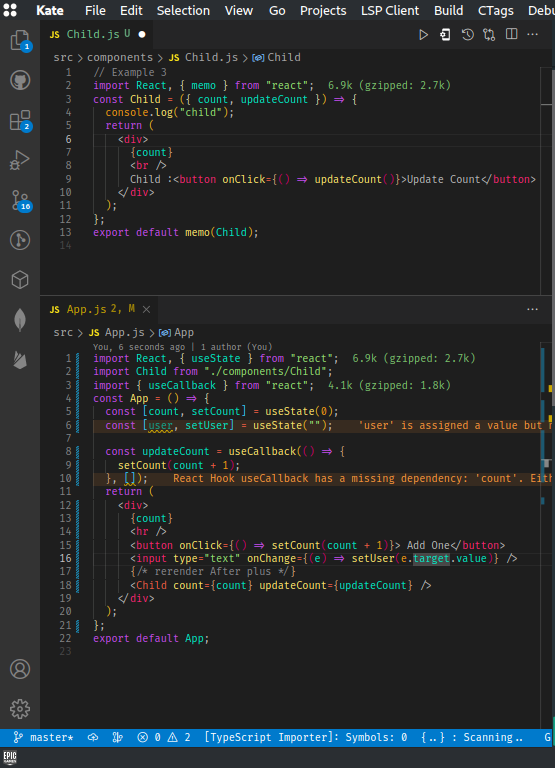 Kate File Edit Selection View Go Projects LSP Client Build CTags Debu
JS Child.js U
src > components > JS Child.js > Child
1 // Example 3
2 import React, { memo } from "react"; 6.9k (gzipped: 2.7k)
3 const Child = ({ count, updateCount }) => {
4 console.log("child");
5 return (
6 <div>
7 {count}
8 <br />
9 Child :<button onClick={() => updateCount()}>Update Count</button>
10 </div>
11 );
12 };
13 export default memo(Child);
14
1
2
16
JS App.js 2, M
src > JS App.js > App
You, 6 seconds ago | 1 author (You)
1 import React, { useState } from "react"; 6.9k (gzipped: 2.7k)
2 import Child from "./components/Child";
3 import { useCallback } from "react"; 4.1k (gzipped: 1.8k)
4 const App = () => {
5 const [count, setCount] = useState(0);
6 const [user, setUser] = useState(""); 'user' is assigned a value but
7
8 const updateCount = useCallback(() => {
9 setCount(count + 1);
10 }, []); React Hook useCallback has a missing dependency: 'count'. Eith
11 return (
12 <div>
13 {count}
14 <hr />
15 <button onClick={() => setCount(count + 1)}> Add One</button>
16 <input type="text" onChange={(e) => setUser(e.target.value)} />
17 {/* rerender After plus */}
18 <Child count={count} updateCount={updateCount} />
19 </div>
20 );
21 };
22 export default App;
23
master* 0 2 [TypeScript Importer]: Symbols: 0 {..} : Scanning.. G
EPIC GAMES